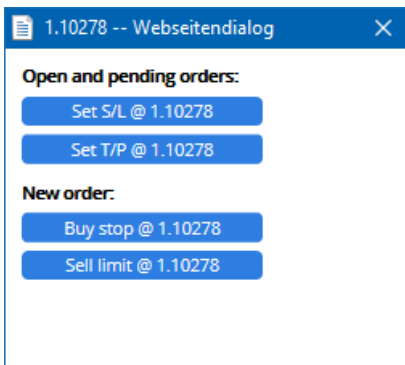 1.10278 -- Webseitendialog
Open and pending orders:
Set S/L @ 1.10278
Set T/P @ 1.10278
New order:
Buy stop @ 1.10278
Sell limit @ 1.10278